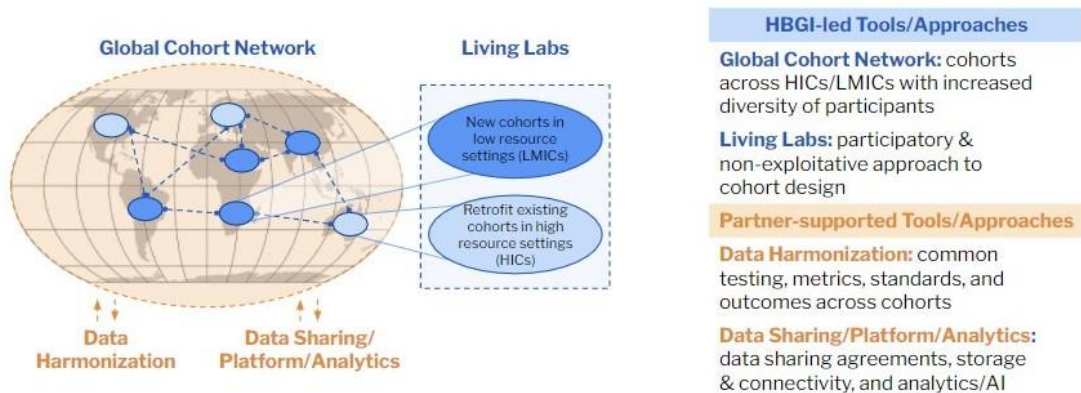 Global Cohort Network
Living Labs
New cohorts in
low resource
settings (LMICs)
Retrofit existing
cohorts in high
resource settings
(HICs)
Data
Harmonization
Data Sharing/
Platform/Analytics
HBGI-led Tools/Approaches
Global Cohort Network: cohorts
across HICs/LMICs with increased
diversity of participants
Living Labs: participatory &
non-exploitative approach to
cohort design
Partner-supported Tools/Approaches
Data Harmonization: common
testing, metrics, standards, and
outcomes across cohorts
Data Sharing/Platform/Analytics:
data sharing agreements, storage
& connectivity, and analytics/AI